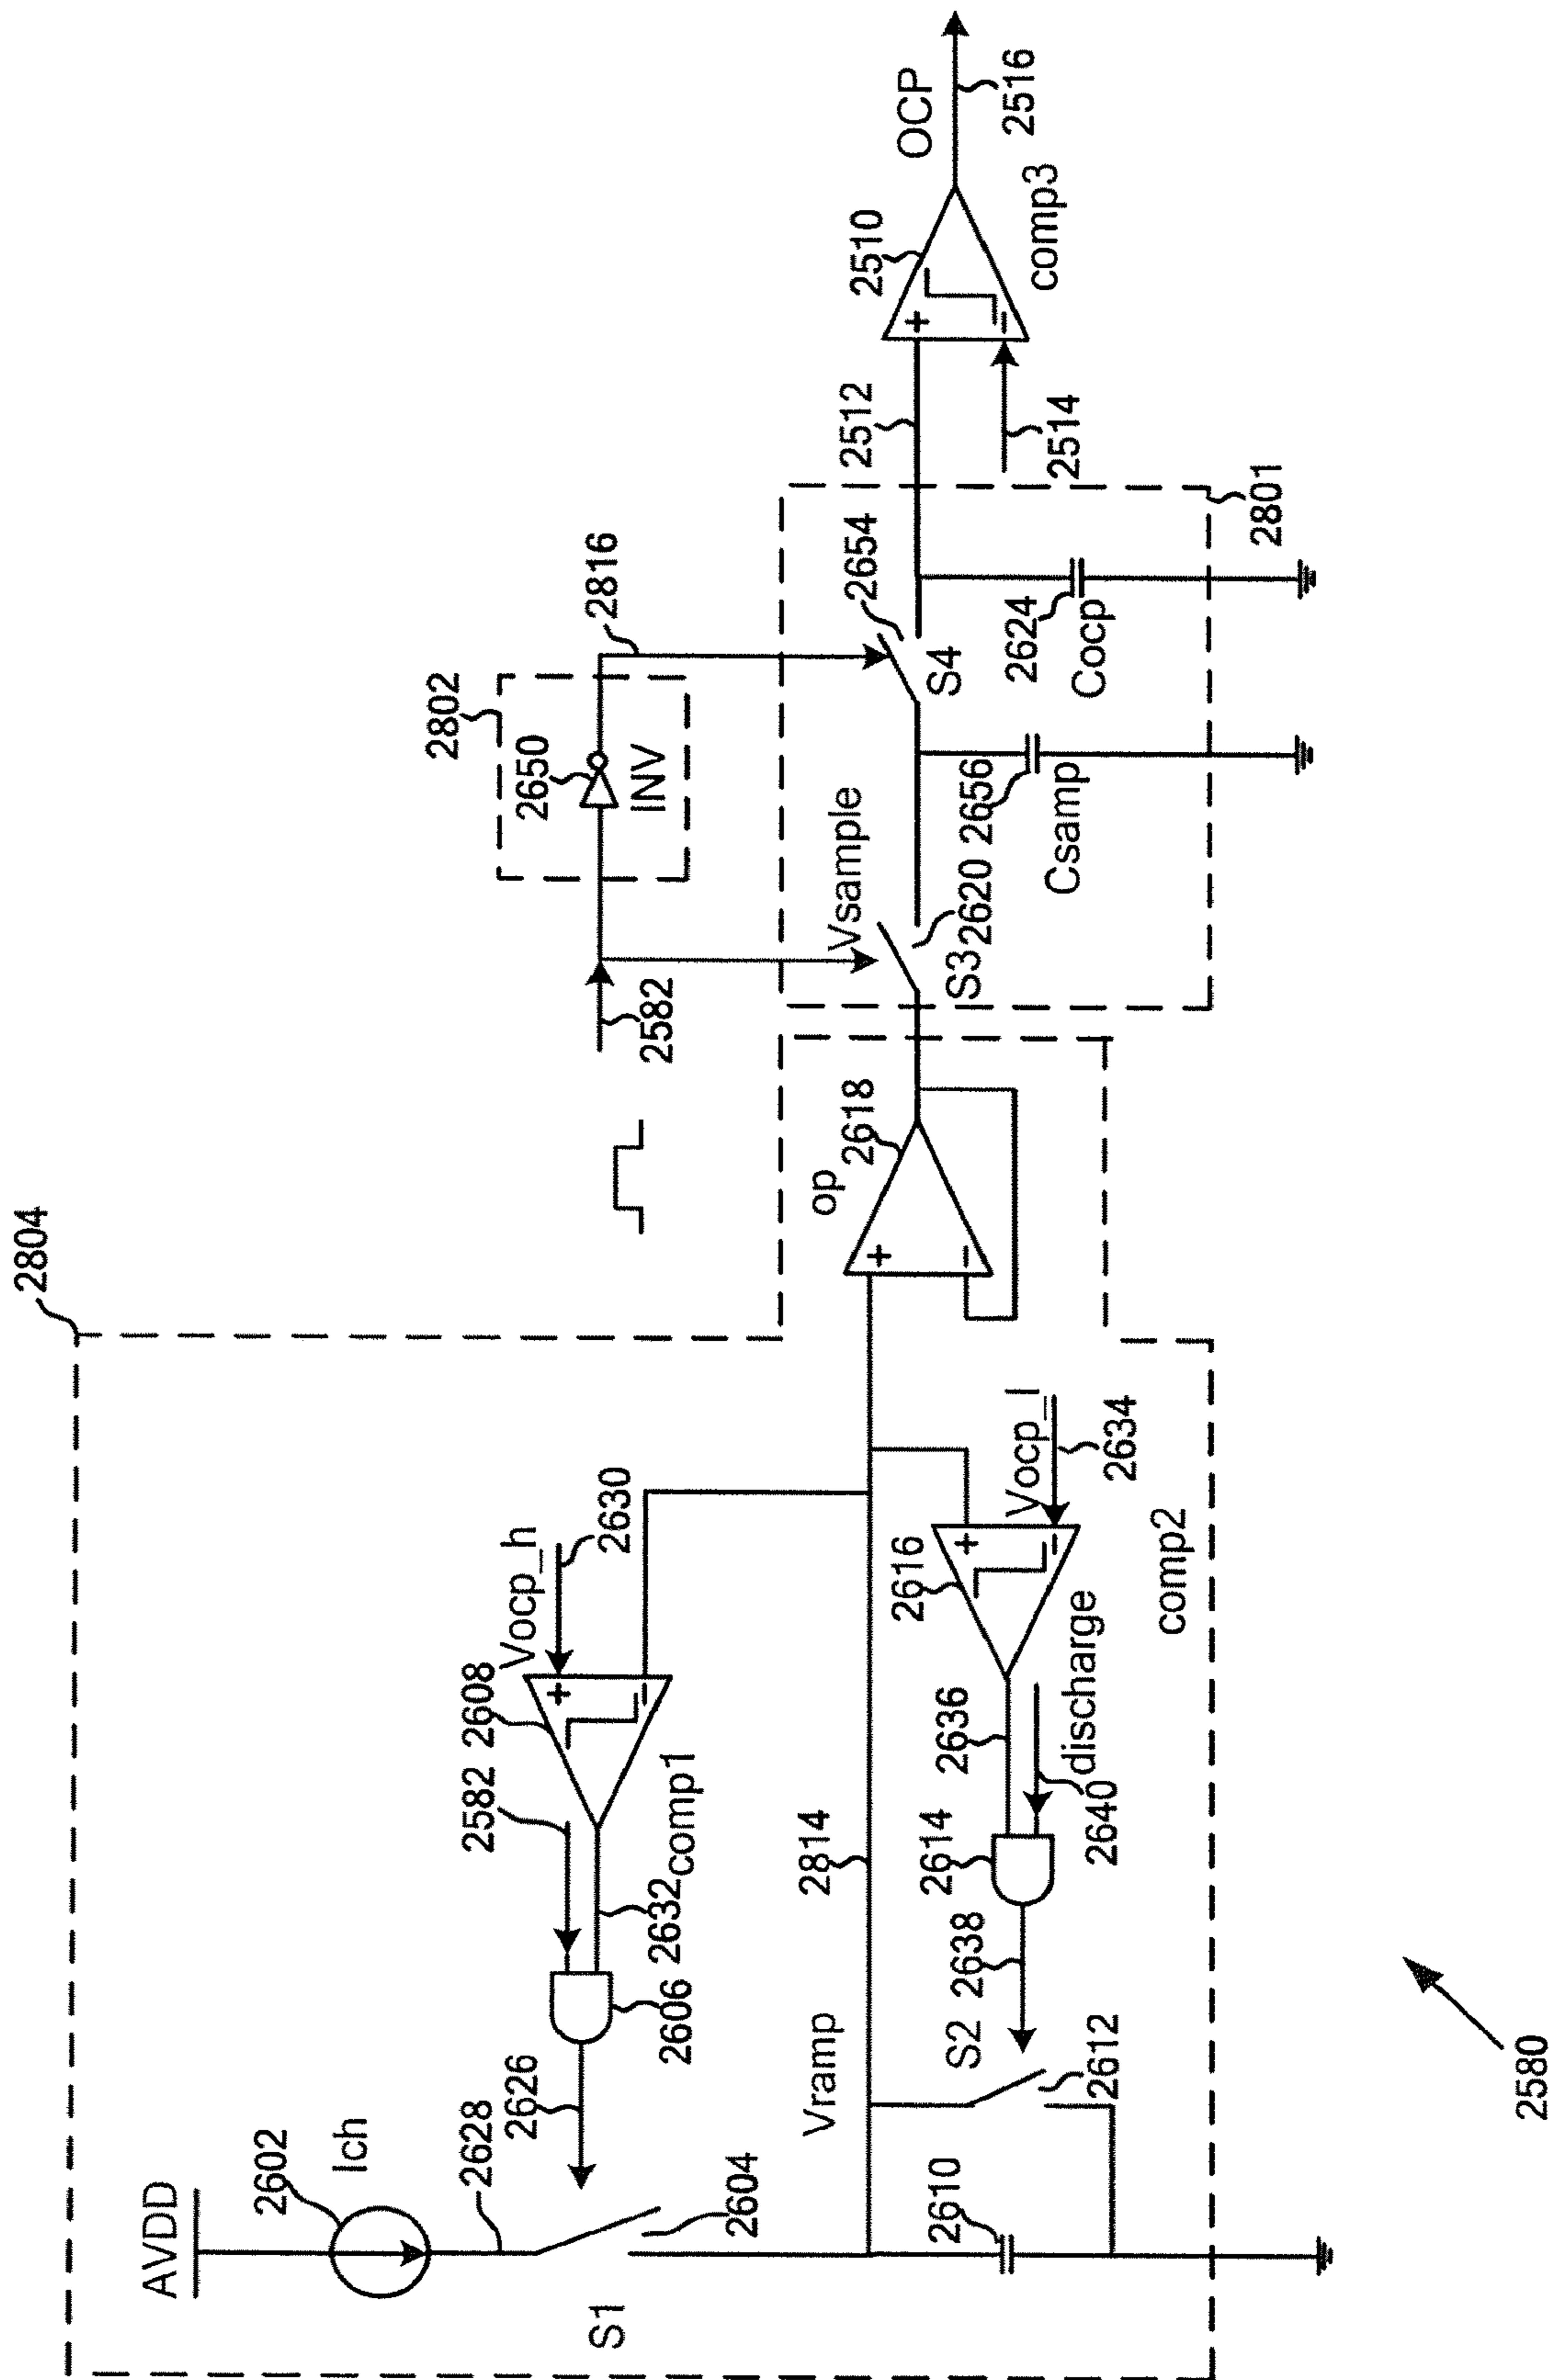 2804
AVDD
2602
Ich
2628
2626
S1
2604
2606
2582
2608
Vocp_h
2630
2632
comp1
Vramp
2814
2610
S2
2612
2638
2614
2636
2616
discharge
2640
Vocp_l
2634
comp2
op
+
−
2618
2582
2802
2650
INV
2816
Vsample
S3
2620
2656
Csamp
S4
2654
2624
Cocp
2801
2512
2514
2510
comp3
OCP
2516
+
−
+
−
+
−
2580